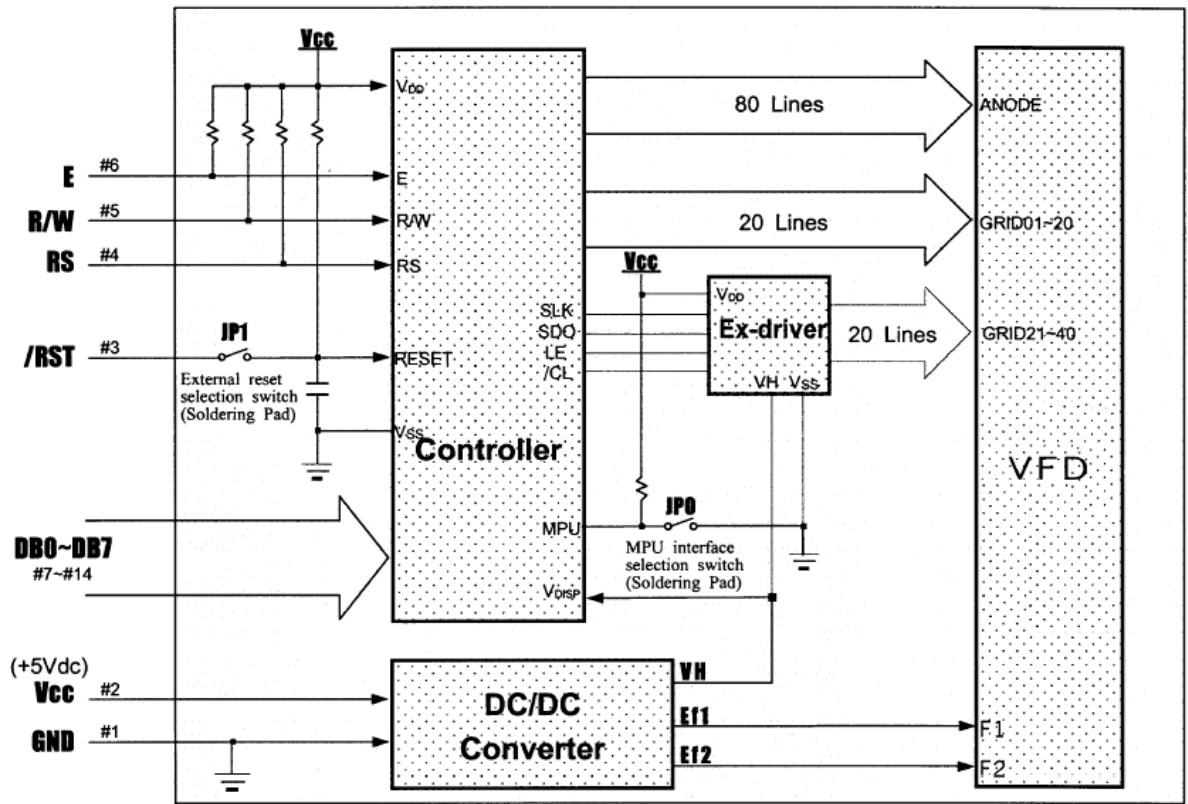 Vcc
VDD
80 Lines
ANODE
E
#6
E
R/W
#5
R/W
20 Lines
GRID01~20
RS
#4
RS
Vcc
VDD
SLK
SDO
LE
/CL
Ex-driver
VH VSS
20 Lines
GRID21~40
/RST
#3
JP1
RESET
External reset
selection switch
(Soldering Pad)
VSS
Controller
VFD
DB0~DB7
#7~#14
MPU
JP0
MPU interface
selection switch
(Soldering Pad)
VDISP
(+5Vdc)
Vcc
#2
GND
#1
DC/DC
Converter
VH
Ef1
F1
Ef2
F2